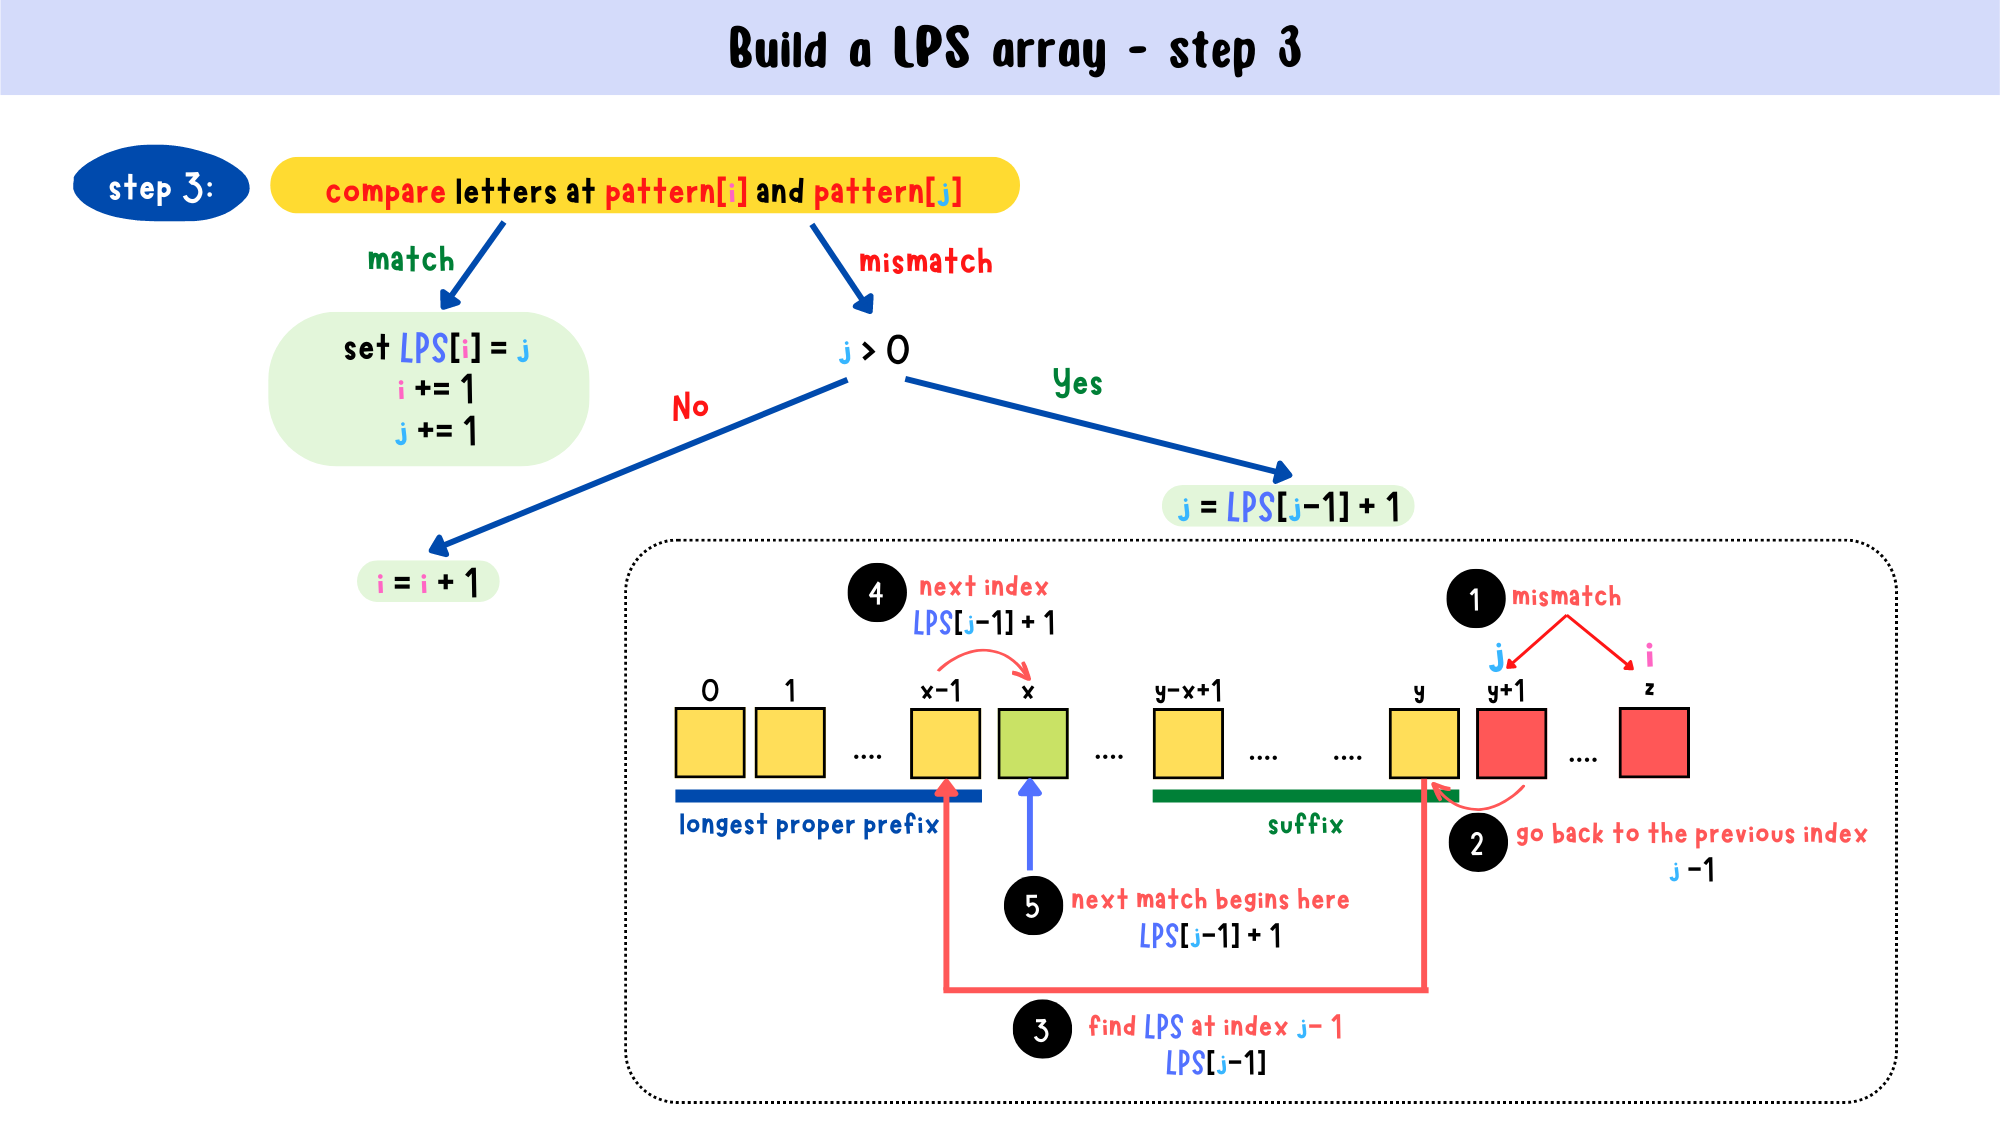 Build a LPS array - step 3
step 3:
compare letters at pattern[i] and pattern[j]
match
mismatch
set LPS[i] = j
i += 1
j += 1
j > 0
No
Yes
i = i + 1
j = LPS[j-1] + 1
4
next index
LPS[j-1] + 1
1
mismatch
j
i
0
1
x-1
x
y-x+1
y
y+1
z
....
....
....
....
....
longest proper prefix
suffix
2
go back to the previous index
j -1
5
next match begins here
LPS[j-1] + 1
3
find LPS at index j- 1
LPS[j-1]